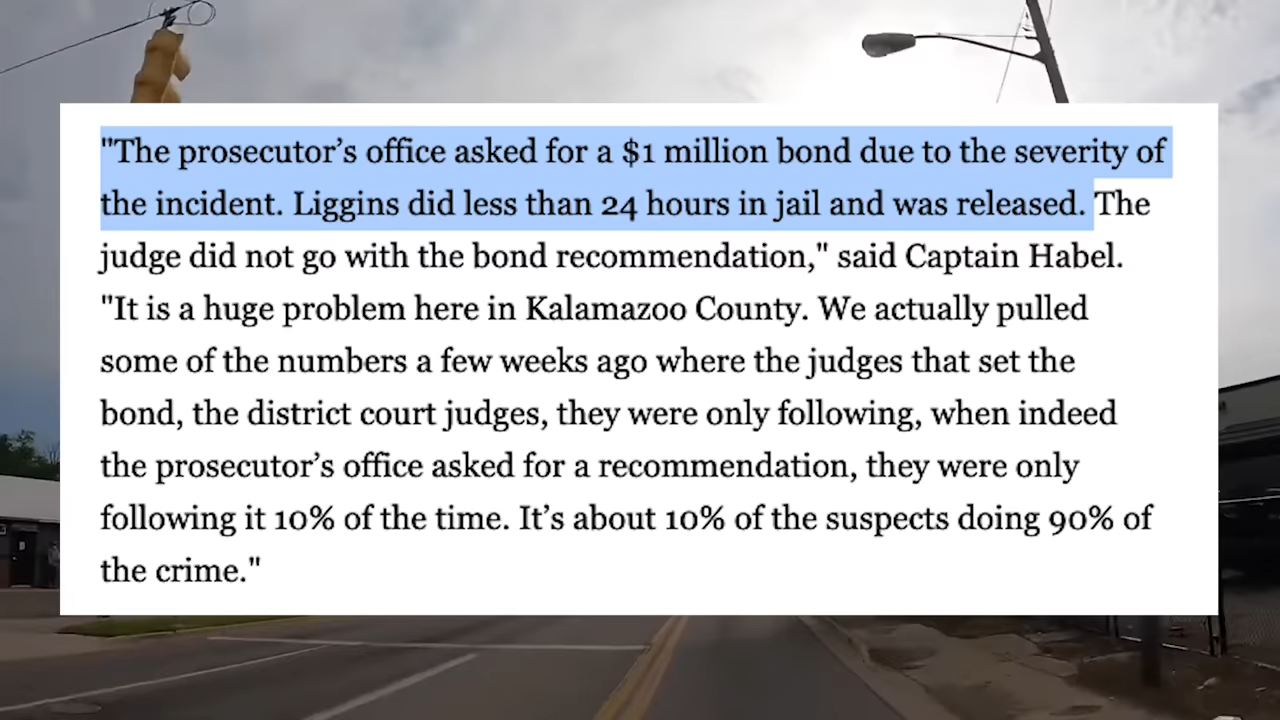 "The prosecutor’s office asked for a $1 million bond due to the severity of
the incident. Liggins did less than 24 hours in jail and was released. The
judge did not go with the bond recommendation," said Captain Habel.
"It is a huge problem here in Kalamazoo County. We actually pulled
some of the numbers a few weeks ago where the judges that set the
bond, the district court judges, they were only following, when indeed
the prosecutor’s office asked for a recommendation, they were only
following it 10% of the time. It’s about 10% of the suspects doing 90% of
the crime."